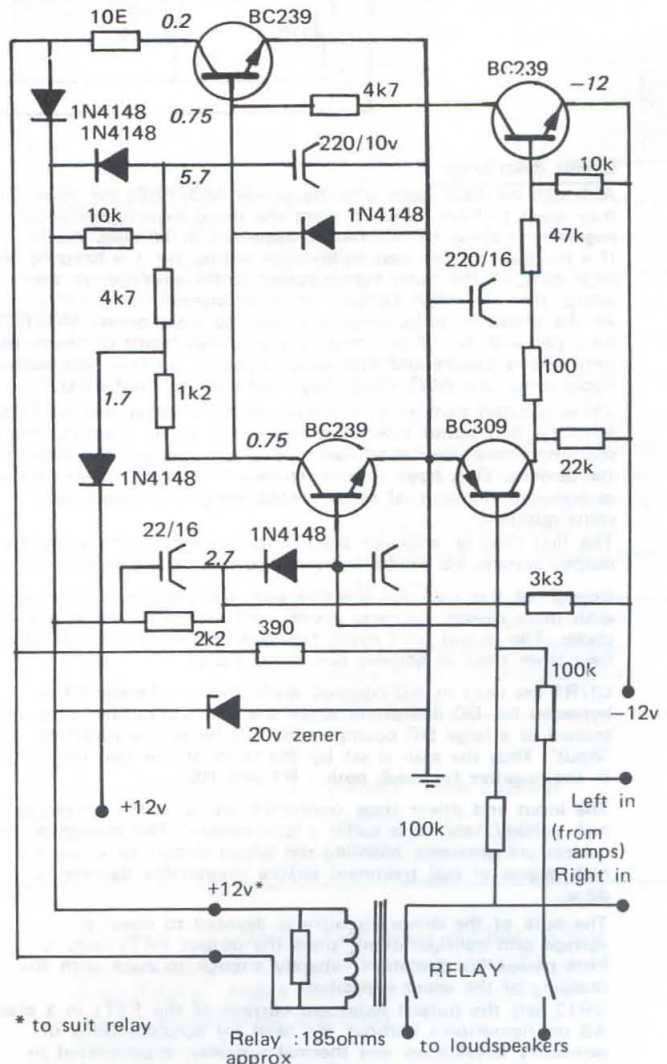 10E
0.2
BC239
4k7
BC239
-12
1N4148
1N4148
0.75
220/10v
5.7
10k
10k
1N4148
47k
4k7
220/16
1k2
100
1.7
0.75
BC239
BC309
22k
1N4148
22/16
1N4148
2.7
3k3
2k2
390
100k
20v zener
-12v
+12v
Left in
100k
(from
amps)
Right in
+12v*
RELAY
* to suit relay
Relay :185ohms
approx
to loudspeakers